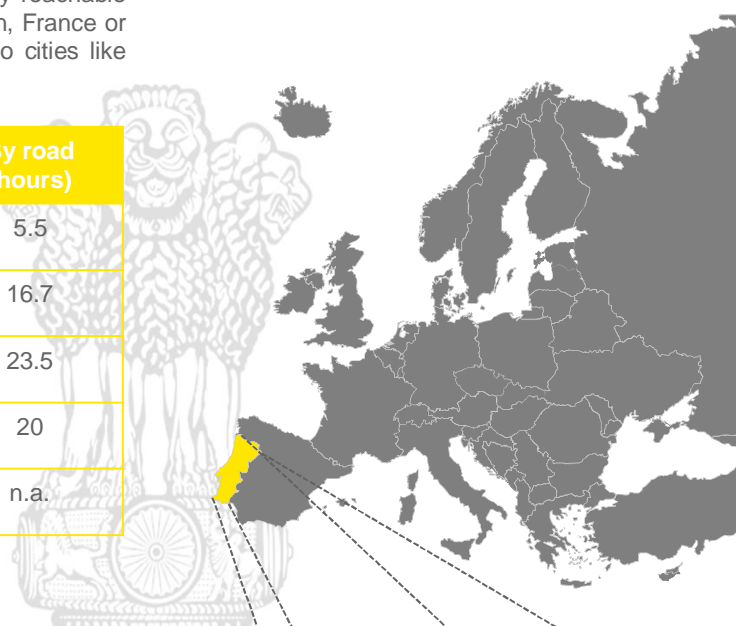 reachable
France or
cities like
road
hours)
5.5
16.7
23.5
20
n.a.